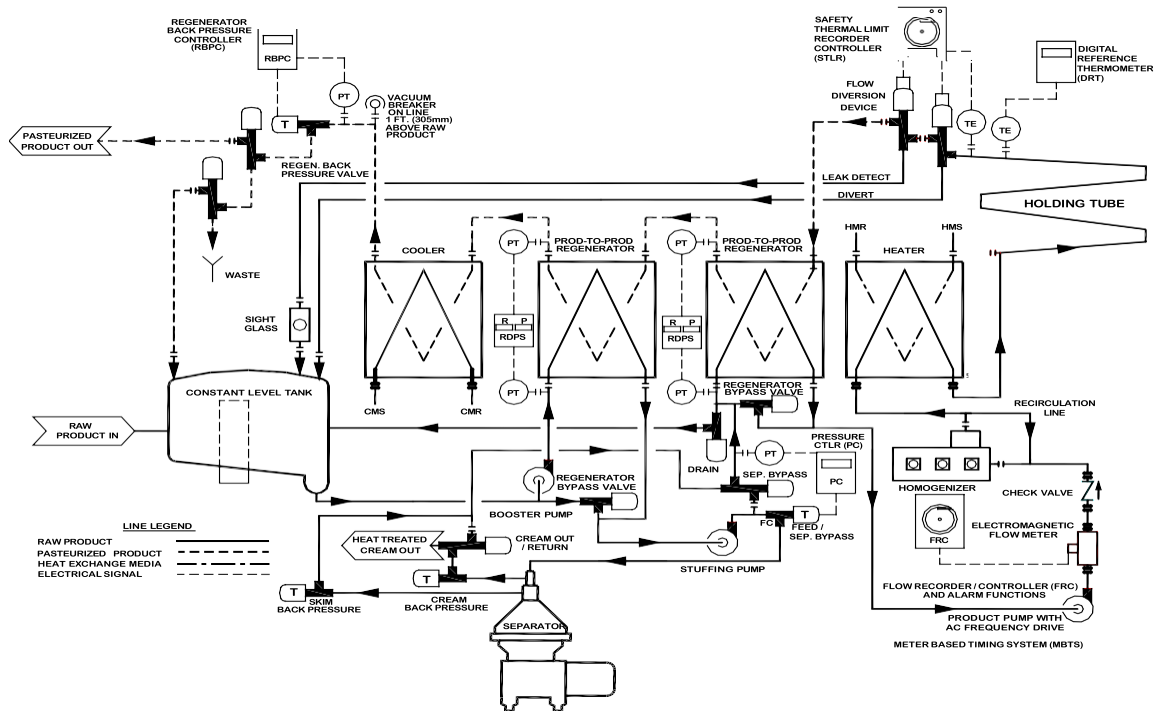 REGENERATOR
BACK PRESSURE
CONTROLLER
(RBPC)
RBPC
PT
T
VACUUM
BREAKER
ON LINE
1 FT. (305mm)
ABOVE RAW
PRODUCT
SAFETY
THERMAL LIMIT
RECORDER
CONTROLLER
(STLR)
DIGITAL
REFERENCE
THERMOMETER
(DRT)
FLOW
DIVERSION
DEVICE
TE
TE
PASTEURIZED
PRODUCT OUT
REGEN. BACK
PRESSURE VALVE
LEAK DETECT
DIVERT
HOLDING TUBE
WASTE
COOLER
PT
PROD-TO-PROD
REGENERATOR
PT
PROD-TO-PROD
REGENERATOR
HMR
HMS
HEATER
SIGHT
GLASS
R P
RDPS
R P
RDPS
PT
PT
CONSTANT LEVEL TANK
CMS
CMR
REGENERATOR
BYPASS VALVE
RECIRCULATION
LINE
RAW
PRODUCT IN
PRESSURE
CTLR (PC)
PT
PC
DRAIN
SEP. BYPASS
REGENERATOR
BYPASS VALVE
BOOSTER PUMP
HOMOGENIZER
CHECK VALVE
FC
T
FEED /
SEP. BYPASS
FRC
ELECTROMAGNETIC
FLOW METER
LINE LEGEND
RAW PRODUCT
PASTEURIZED PRODUCT
HEAT EXCHANGE MEDIA
ELECTRICAL SIGNAL
HEAT TREATED
CREAM OUT
CREAM OUT
/ RETURN
STUFFING PUMP
T
CREAM
BACK PRESSURE
T
SKIM
BACK PRESSURE
FLOW RECORDER / CONTROLLER (FRC)
AND ALARM FUNCTIONS
PRODUCT PUMP WITH
AC FREQUENCY DRIVE
SEPARATOR
METER BASED TIMING SYSTEM (MBTS)